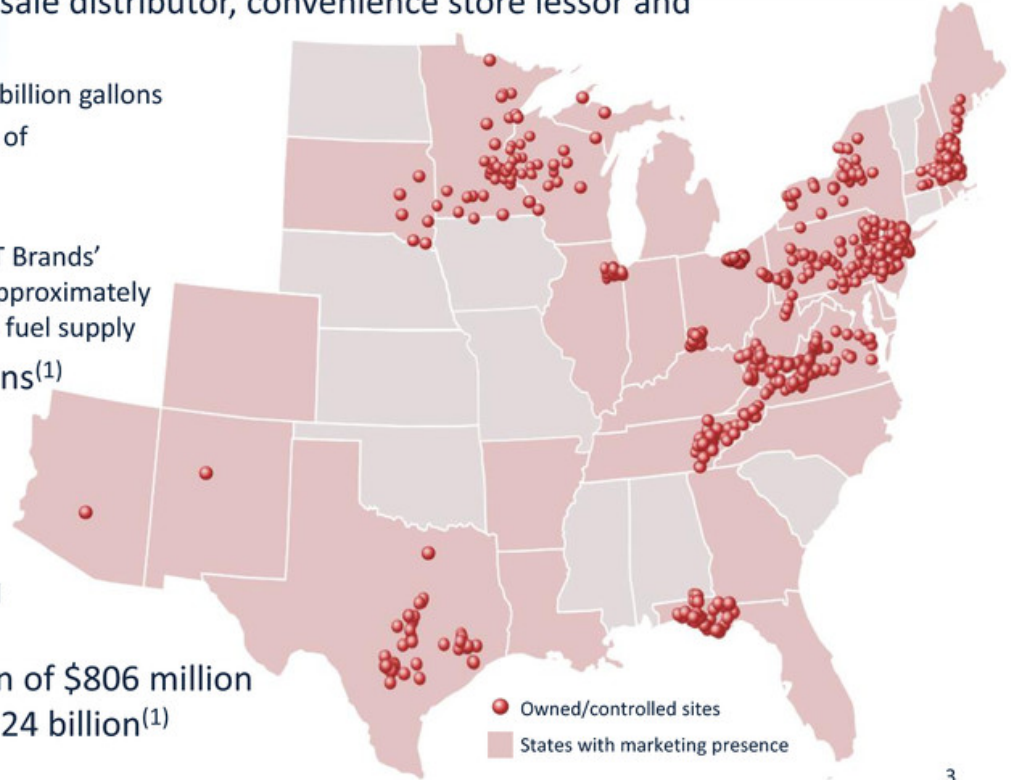 sale distributor, convenience store lessor and
billion gallons
of
T Brands’
pproximately
fuel supply
ns(1)
n of $806 million
24 billion(1)
Owned/controlled sites
States with marketing presence
3